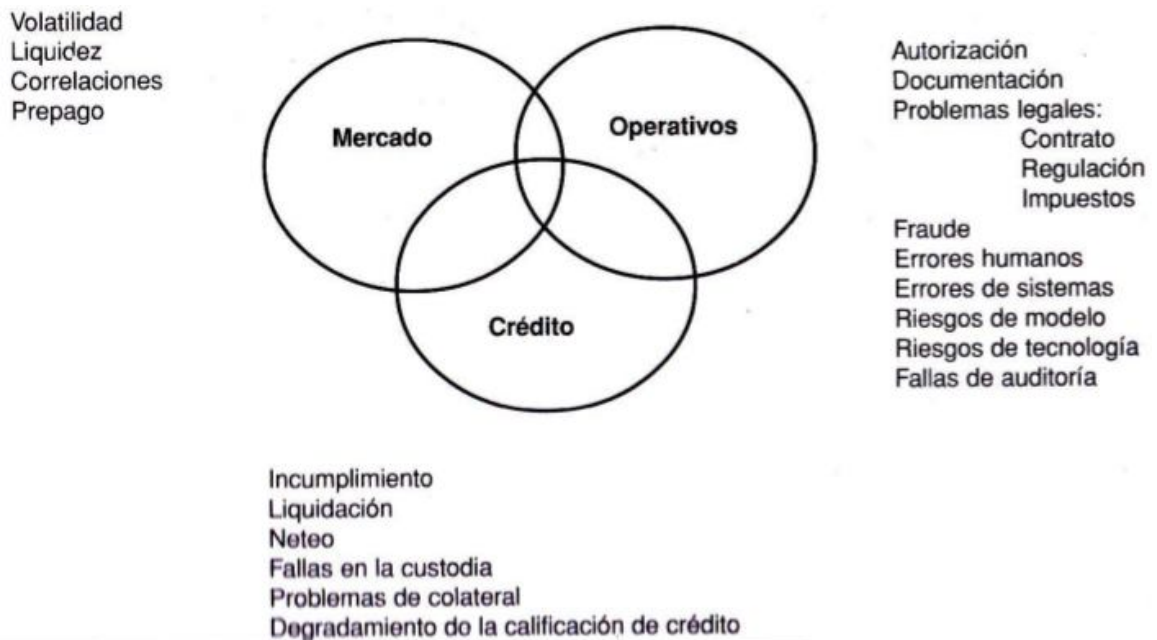 Volatilidad
Liquidez
Correlaciones
Prepago
Mercado
Operativos
Crédito
Autorización
Documentación
Problemas legales:
Contrato
Regulación
Impuestos
Fraude
Errores humanos
Errores de sistemas
Riesgos de modelo
Riesgos de tecnología
Fallas de auditoría
Incumplimiento
Liquidación
Neteo
Fallas en la custodia
Problemas de colateral
Degradamiento de la calificación de crédito